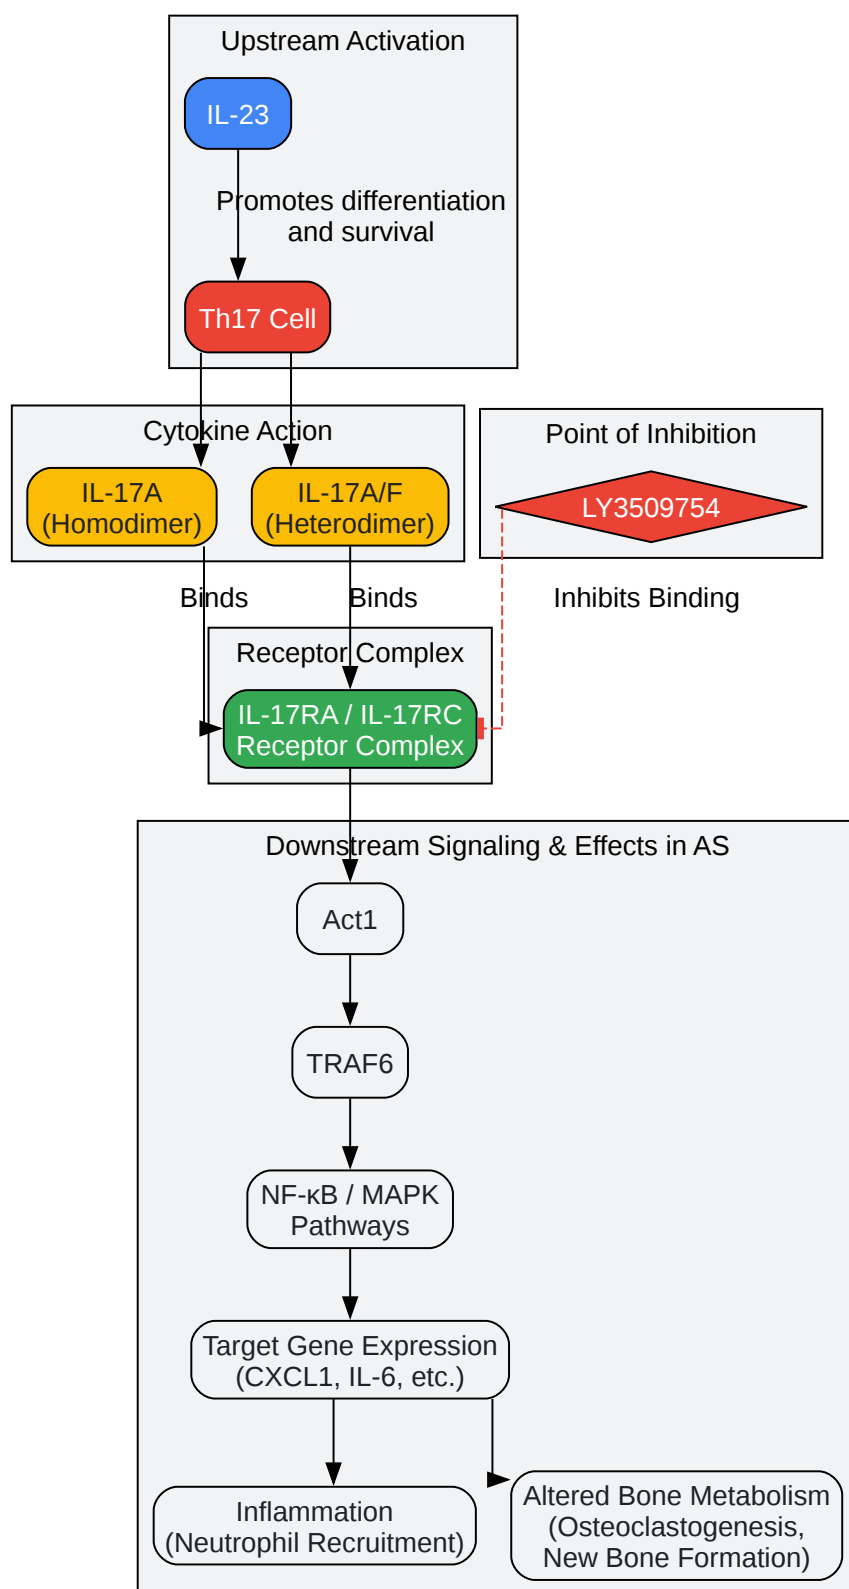 Upstream Activation
IL-23
Promotes differentiation
and survival
Th17 Cell
Cytokine Action
IL-17A
(Homodimer)
IL-17A/F
(Heterodimer)
Point of Inhibition
LY3509754
Binds
Binds
Inhibits Binding
Receptor Complex
IL-17RA / IL-17RC
Receptor Complex
Downstream Signaling & Effects in AS
Act1
TRAF6
NF-κB / MAPK
Pathways
Target Gene Expression
(CXCL1, IL-6, etc.)
Inflammation
(Neutrophil Recruitment)
Altered Bone Metabolism
(Osteoclastogenesis,
New Bone Formation)